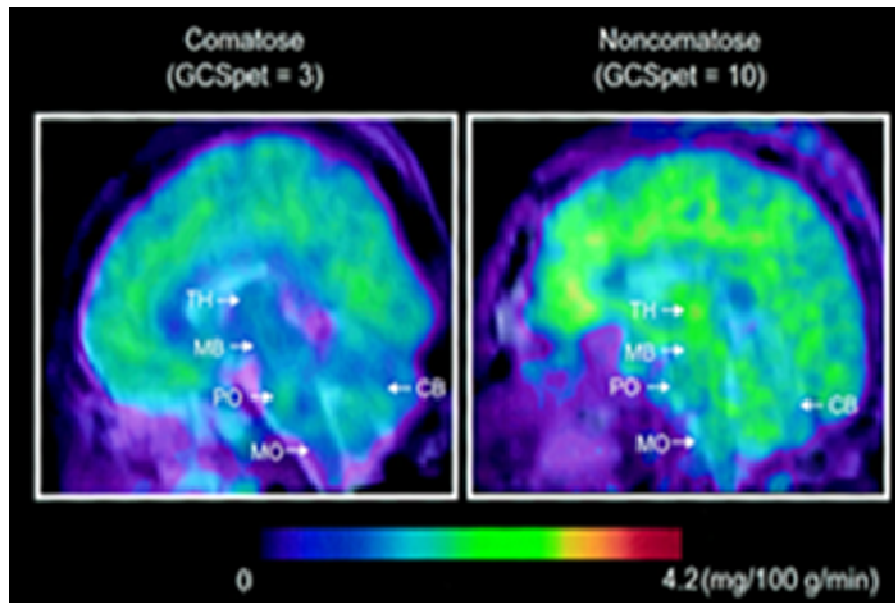 Comatose
(GCSpet = 3)
Noncomatose
(GCSpet = 10)
TH
MB
PO
CB
MO
TH
MB
PO
CB
MO
0
4.2(mg/100 g/min)